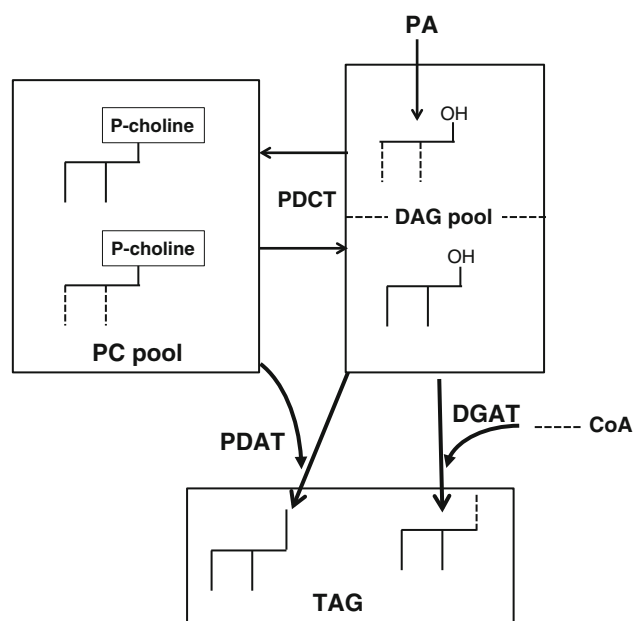 PA
OH
P-choline
PDCT
DAG pool
P-choline
OH
PC pool
DGAT
CoA
PDAT
TAG